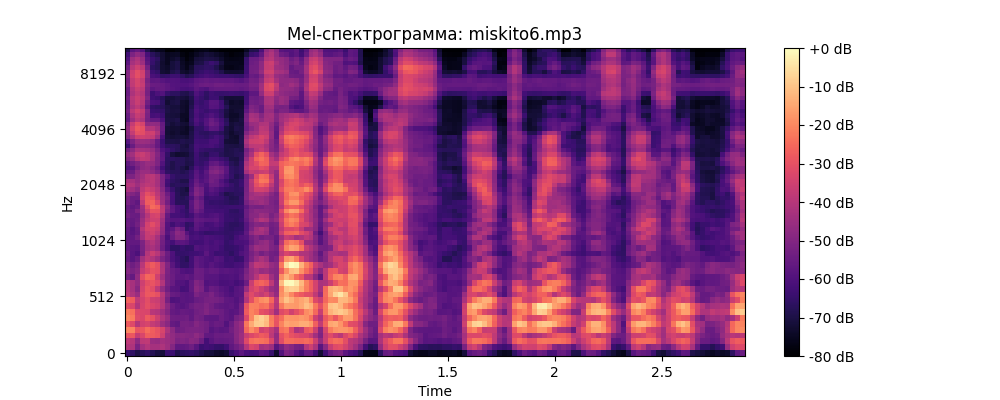 Mel-спектрограмма: miskito6.mp3
Hz
8192
4096
2048
1024
512
0
0
0.5
1
1.5
2
2.5
Time
+0 dB
-10 dB
-20 dB
-30 dB
-40 dB
-50 dB
-60 dB
-70 dB
-80 dB